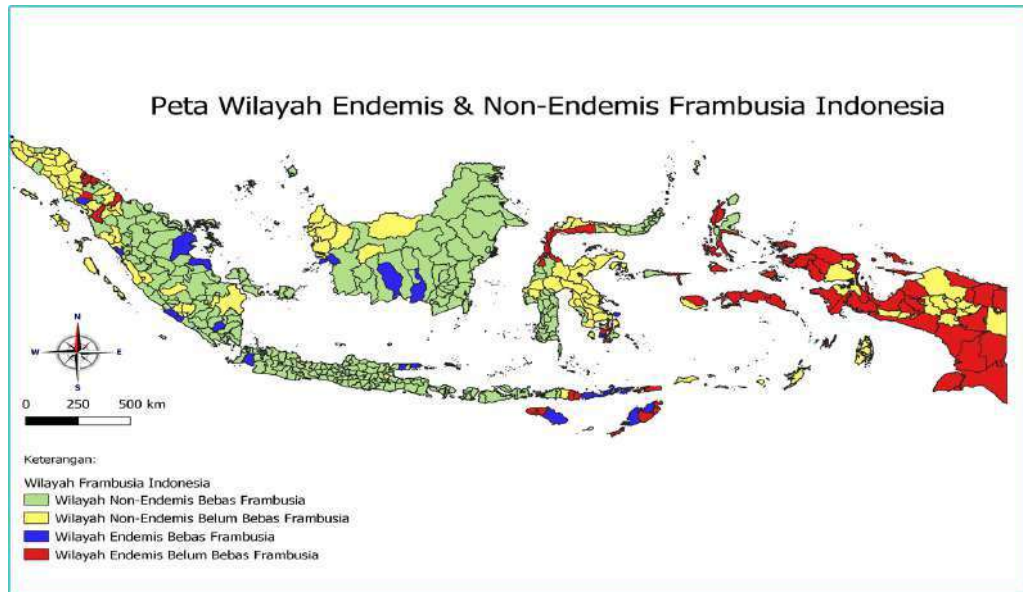 Peta Wilayah Endemis & Non-Endemis Frambusia Indonesia
N
W E
S
0 250 500 km
Keterangan:
Wilayah Frambusia Indonesia
Wilayah Non-Endemis Bebas Frambusia
Wilayah Non-Endemis Belum Bebas Frambusia
Wilayah Endemis Bebas Frambusia
Wilayah Endemis Belum Bebas Frambusia